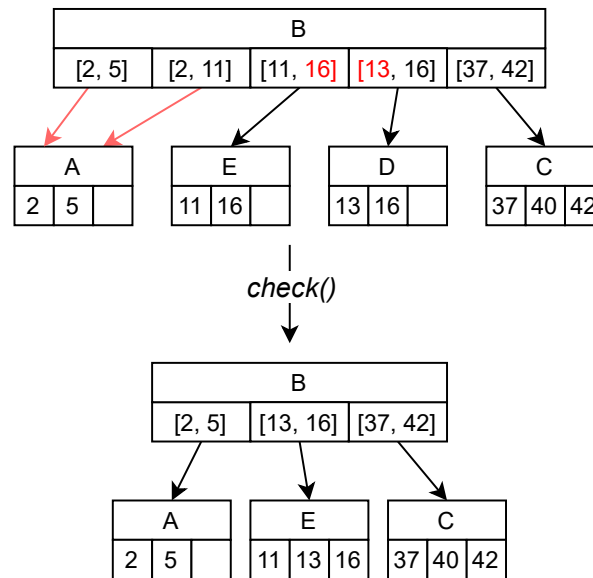 B
[2, 5] [2, 11] [11, 16] [13, 16] [37, 42]
A E D C
2 5 11 16 13 16 37 40 42
check()
B
[2, 5] [13, 16] [37, 42]
A E C
2 5 11 13 16 37 40 42